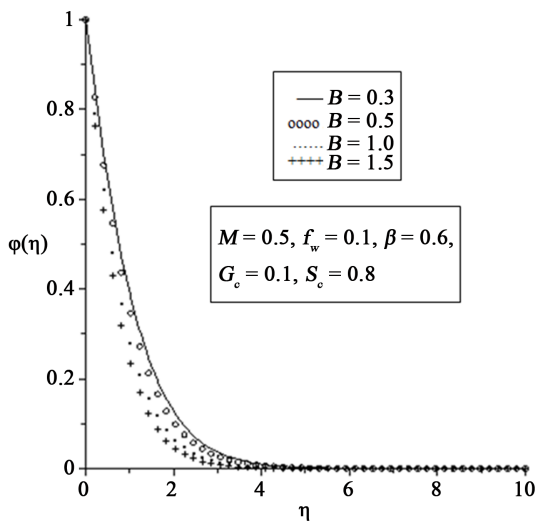 1
0.8
0.6
0.4
0.2
0
φ(η)
B = 0.3
oooo B = 0.5
...... B = 1.0
++++ B = 1.5
M = 0.5, f_w = 0.1, β = 0.6,
G_c = 0.1, S_c = 0.8
0 2 4 6 8 10
η